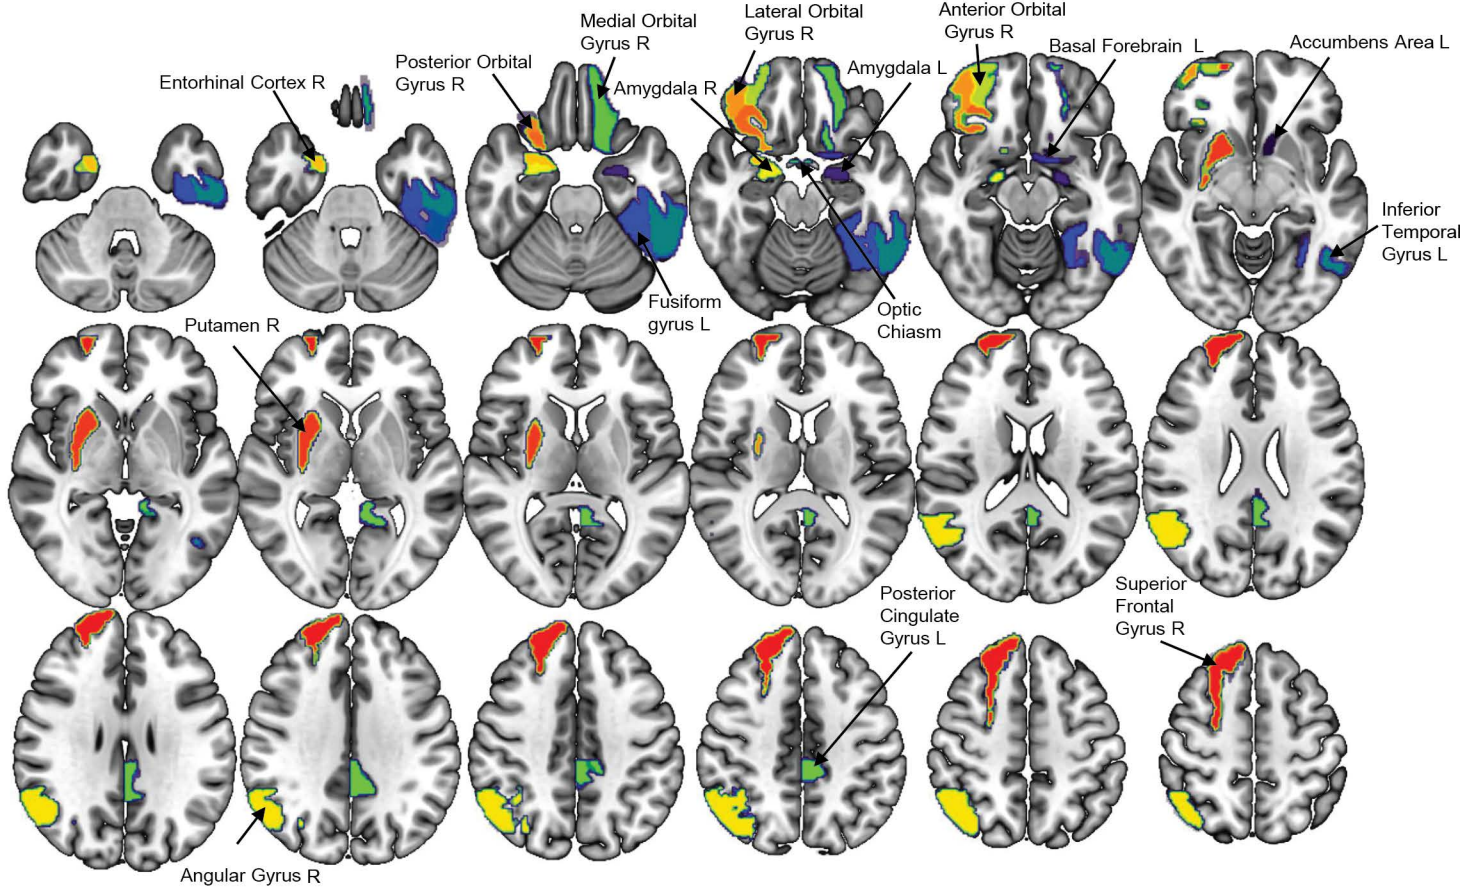 Entorhinal Cortex R
Posterior Orbital
Gyrus R
Medial Orbital
Gyrus R
Amygdala R
Lateral Orbital
Gyrus R
Amygdala L
Anterior Orbital
Gyrus R
Basal Forebrain L
Accumbens Area L
Inferior
Temporal
Gyrus L
Fusiform
gyrus L
Optic
Chiasm
Putamen R
Posterior
Cingulate
Gyrus L
Superior
Frontal
Gyrus R
Angular Gyrus R